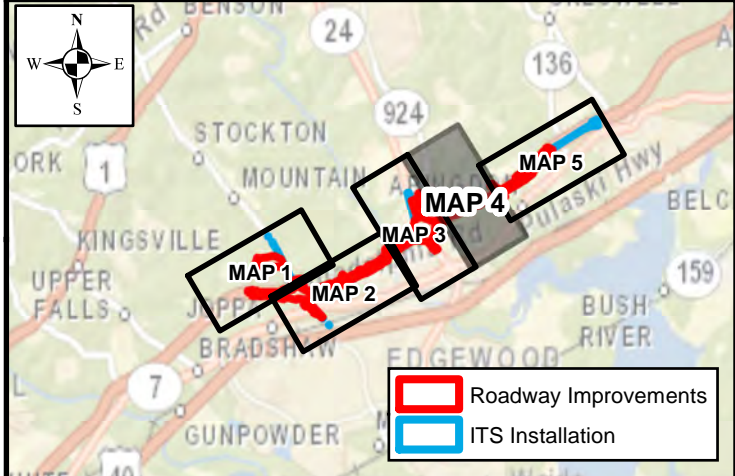 BENSON
Rd
N
W E
S
24
136
924
STOCKTON
1
MOUNTAIN
MAP 5
MAP 4
Pulaski Hwy
MAP 3
KINGSVILLE
MAP 1
MAP 2
UPPER
FALLS
159
BUSH
RIVER
BRADSHAW
EDGEWOOD
7
GUNPOWDER
40
Roadway Improvements
ITS Installation